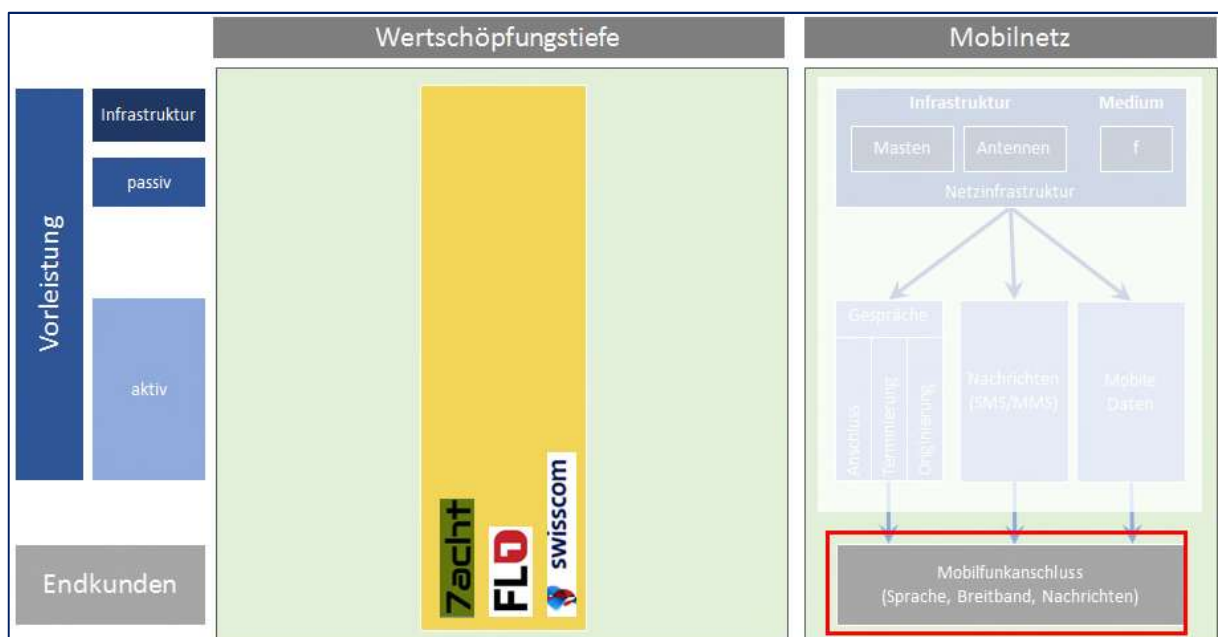 Wertschöpfungstiefe
Mobilnetz
Vorleistung
Infrastruktur
passiv
aktiv
Endkunden
7acht
FL1
swisscom
Infrastruktur
Medium
Masten
Antennen
f
Netzinfrastruktur
Gespräche
Anschluss
Terminierung
Originierung
Nachrichten
(SMS/MMS)
Mobile
Daten
Mobilfunkanschluss
(Sprache, Breitband, Nachrichten)